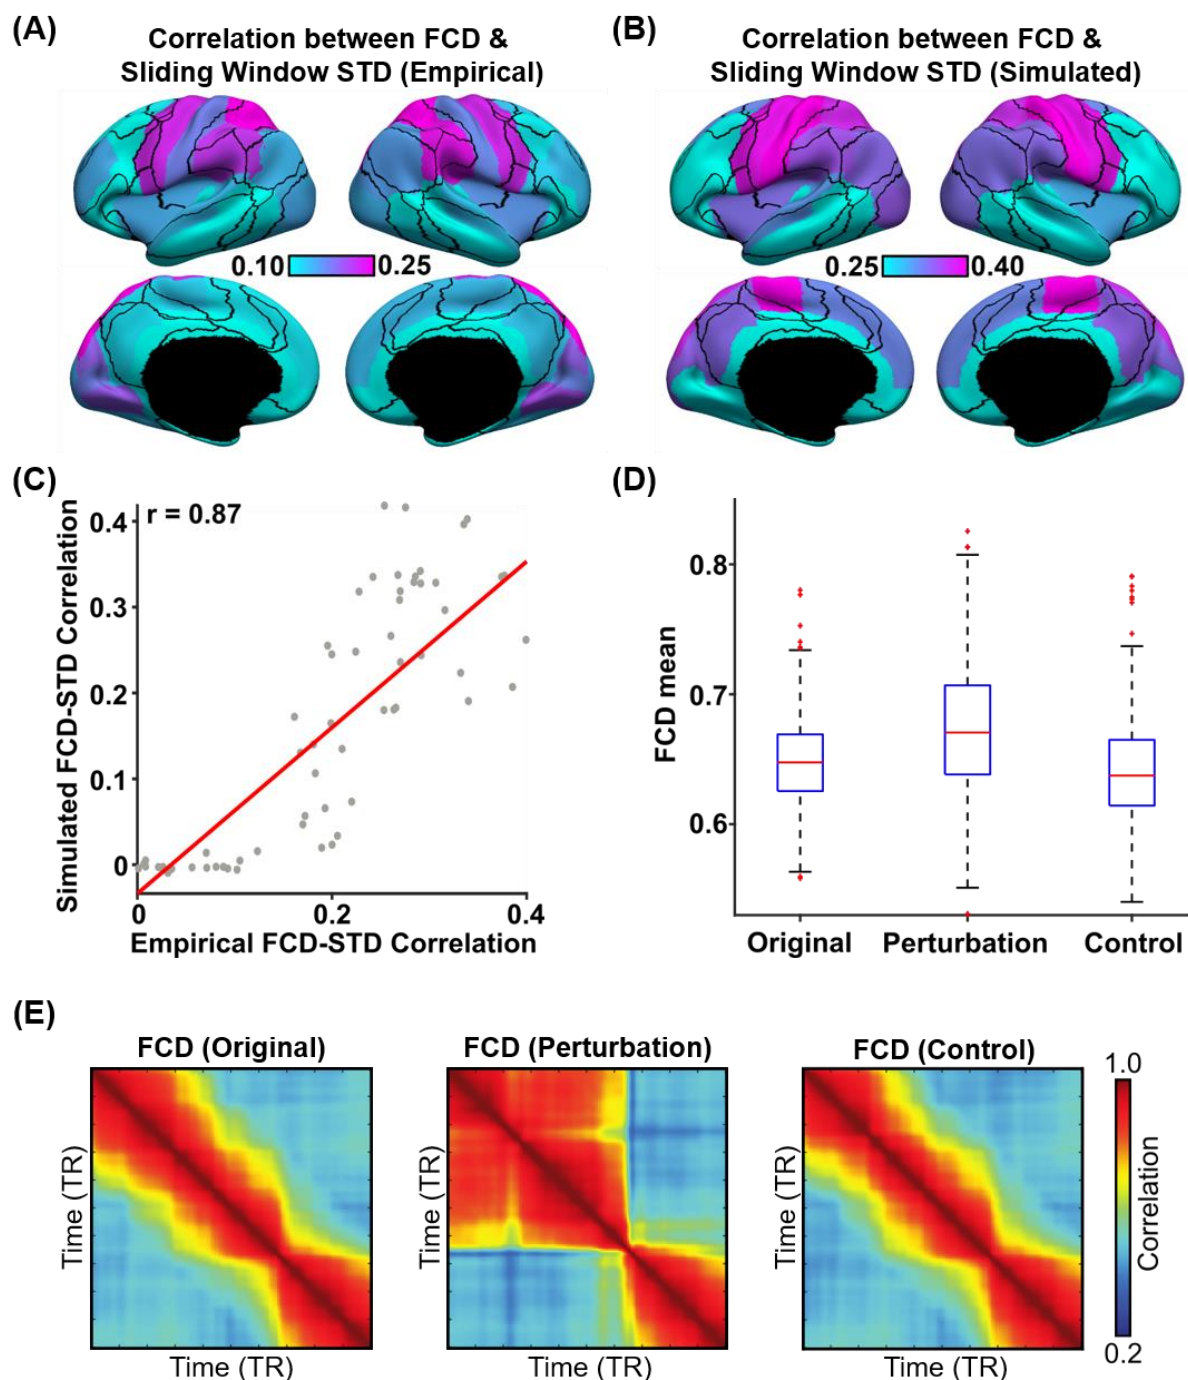 (A)
Correlation between FCD &
Sliding Window STD (Empirical)
0.10
0.25
(B)
Correlation between FCD &
Sliding Window STD (Simulated)
0.25
0.40
(C)
r = 0.87
Simulated FCD-STD Correlation
0.4
0.3
0.2
0.1
0
0
0.2
0.4
Empirical FCD-STD Correlation
(D)
FCD mean
0.8
0.7
0.6
Original
Perturbation
Control
(E)
FCD (Original)
Time (TR)
Time (TR)
FCD (Perturbation)
Time (TR)
Time (TR)
FCD (Control)
Time (TR)
Time (TR)
1.0
Correlation
0.2